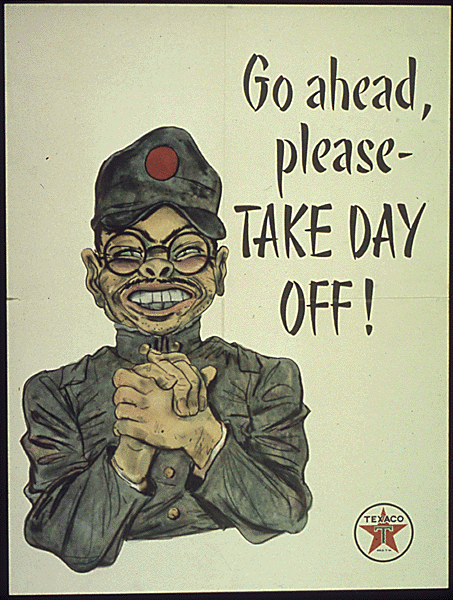 Go ahead,
please-
TAKE DAY
OFF!
TEXACO
T